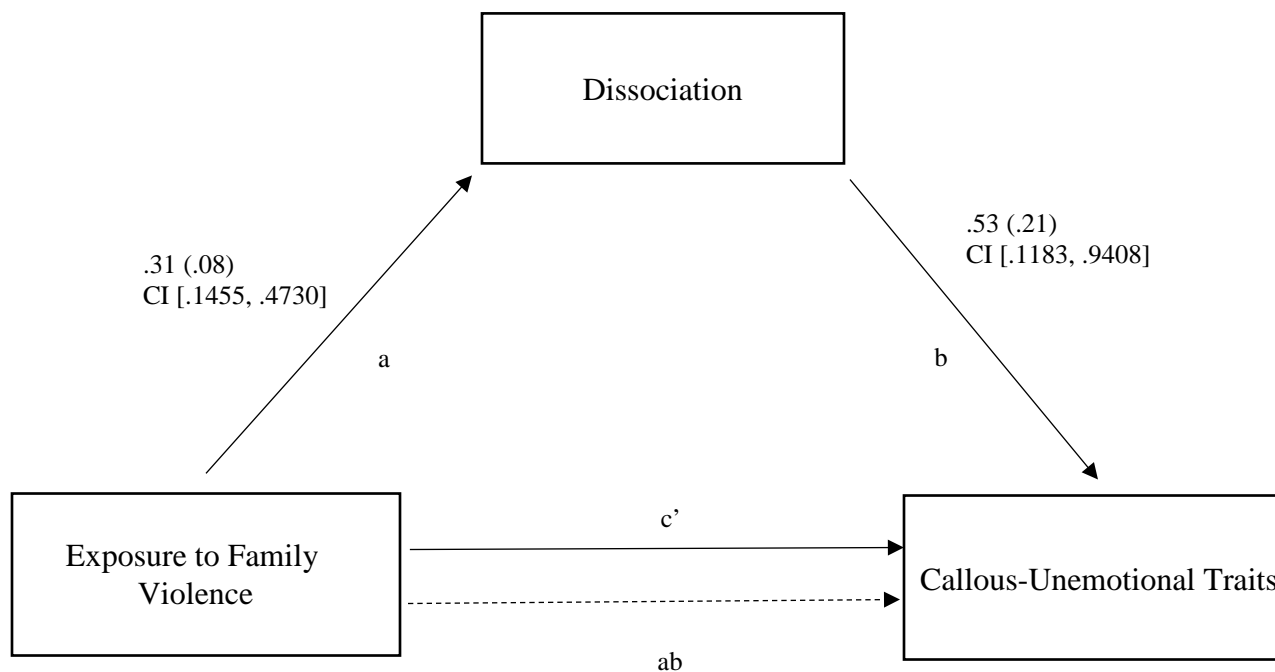 Dissociation
.31 (.08)
CI [.1455, .4730]
.53 (.21)
CI [.1183, .9408]
a
b
Exposure to Family
Violence
c’
Callous-Unemotional Traits
ab